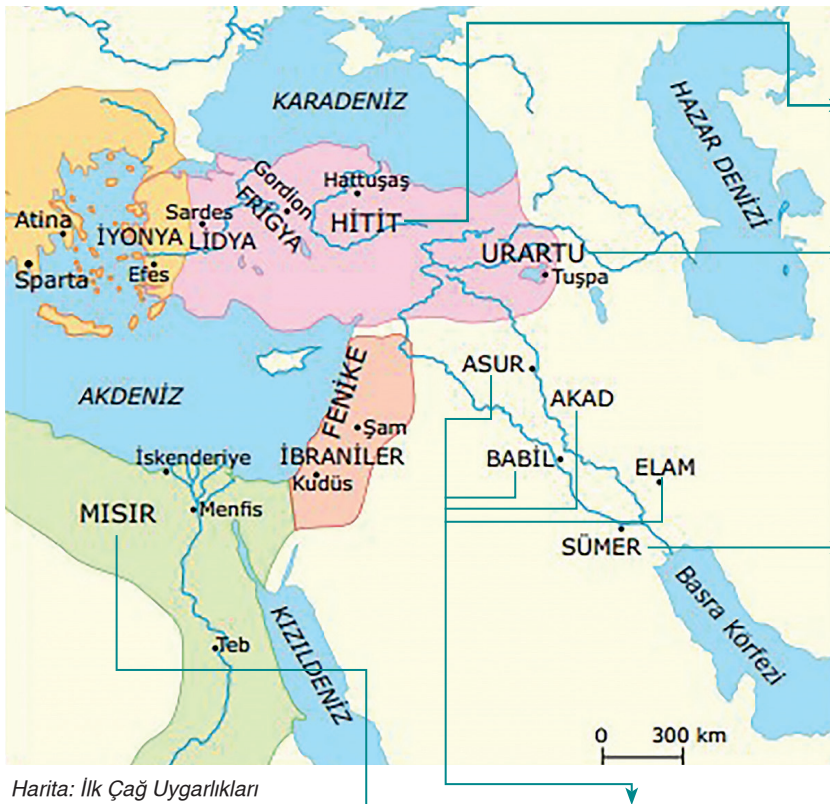 KARADENİZ
HAZAR DENİZİ
Gordion
Hattuşaş
FRİGYA
Sardes
HİTİT
Atina
İYONYA
LİDYA
URARTU
Efes
Tuşpa
Sparta
ASUR
FENİKE
AKDENİZ
AKAD
Şam
İskenderiye
İBRANİLER
BABİL
ELAM
Kudüs
MISIR
Menfis
SÜMER
Basra Körfezi
KIZILDENİZ
Teb
0 300 km
Harita: İlk Çağ Uygarlıkları